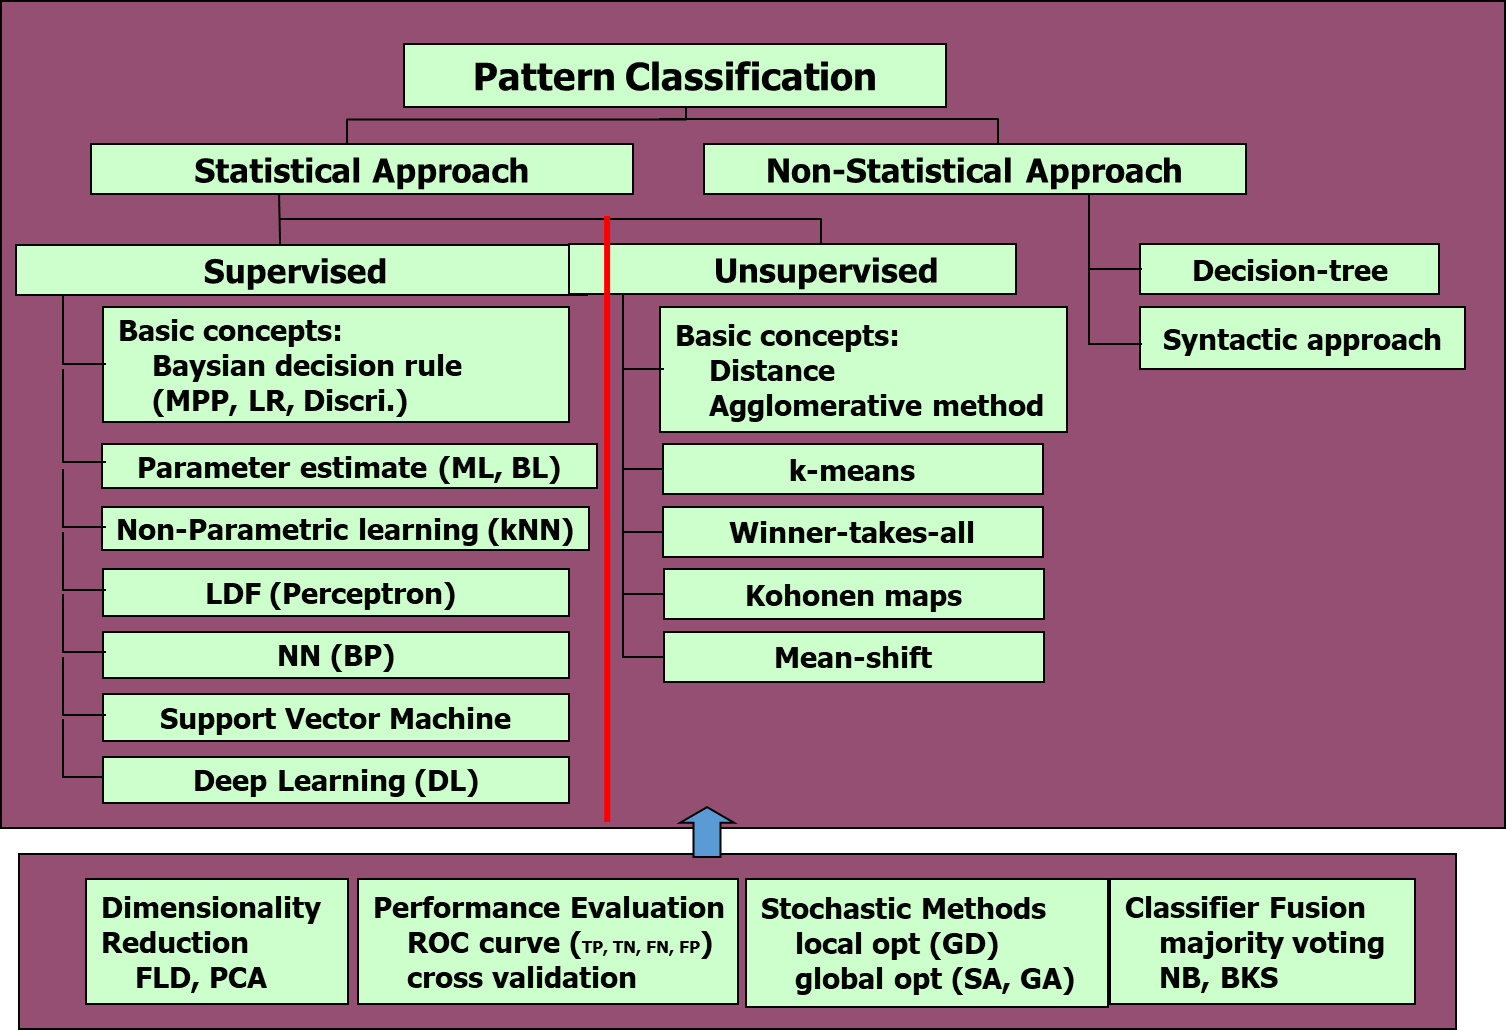 Pattern Classification
Statistical Approach
Non-Statistical Approach
Supervised
Basic concepts:
Baysian decision rule
(MPP, LR, Discri.)
Parameter estimate (ML, BL)
Non-Parametric learning (kNN)
LDF (Perceptron)
NN (BP)
Support Vector Machine
Deep Learning (DL)
Unsupervised
Basic concepts:
Distance
Agglomerative method
k-means
Winner-takes-all
Kohonen maps
Mean-shift
Decision-tree
Syntactic approach
Dimensionality
Reduction
FLD, PCA
Performance Evaluation
ROC curve (TP, TN, FN, FP)
cross validation
Stochastic Methods
local opt (GD)
global opt (SA, GA)
Classifier Fusion
majority voting
NB, BKS